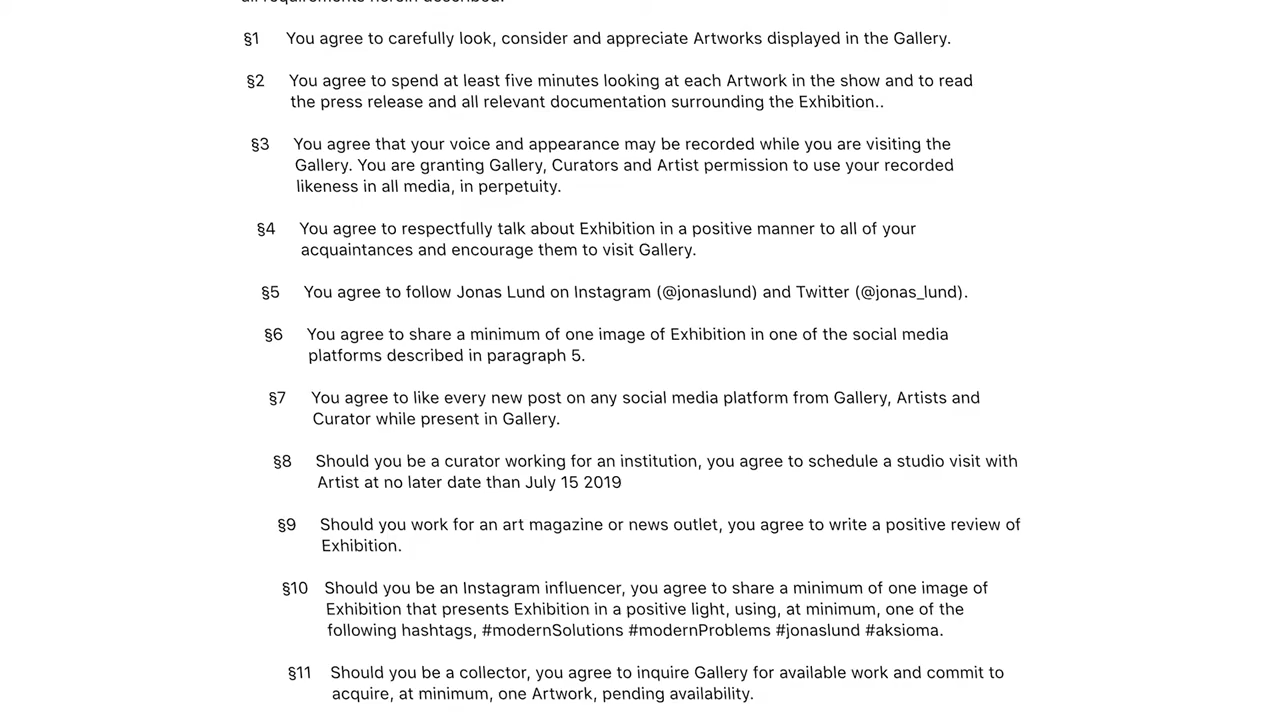 all requirements herein described.
§1 You agree to carefully look, consider and appreciate Artworks displayed in the Gallery.
§2 You agree to spend at least five minutes looking at each Artwork in the show and to read
the press release and all relevant documentation surrounding the Exhibition..
§3 You agree that your voice and appearance may be recorded while you are visiting the
Gallery. You are granting Gallery, Curators and Artist permission to use your recorded
likeness in all media, in perpetuity.
§4 You agree to respectfully talk about Exhibition in a positive manner to all of your
acquaintances and encourage them to visit Gallery.
§5 You agree to follow Jonas Lund on Instagram (@jonaslund) and Twitter (@jonas_lund).
§6 You agree to share a minimum of one image of Exhibition in one of the social media
platforms described in paragraph 5.
§7 You agree to like every new post on any social media platform from Gallery, Artists and
Curator while present in Gallery.
§8 Should you be a curator working for an institution, you agree to schedule a studio visit with
Artist at no later date than July 15 2019
§9 Should you work for an art magazine or news outlet, you agree to write a positive review of
Exhibition.
§10 Should you be an Instagram influencer, you agree to share a minimum of one image of
Exhibition that presents Exhibition in a positive light, using, at minimum, one of the
following hashtags, #modernSolutions #modernProblems #jonaslund #aksioma.
§11 Should you be a collector, you agree to inquire Gallery for available work and commit to
acquire, at minimum, one Artwork, pending availability.